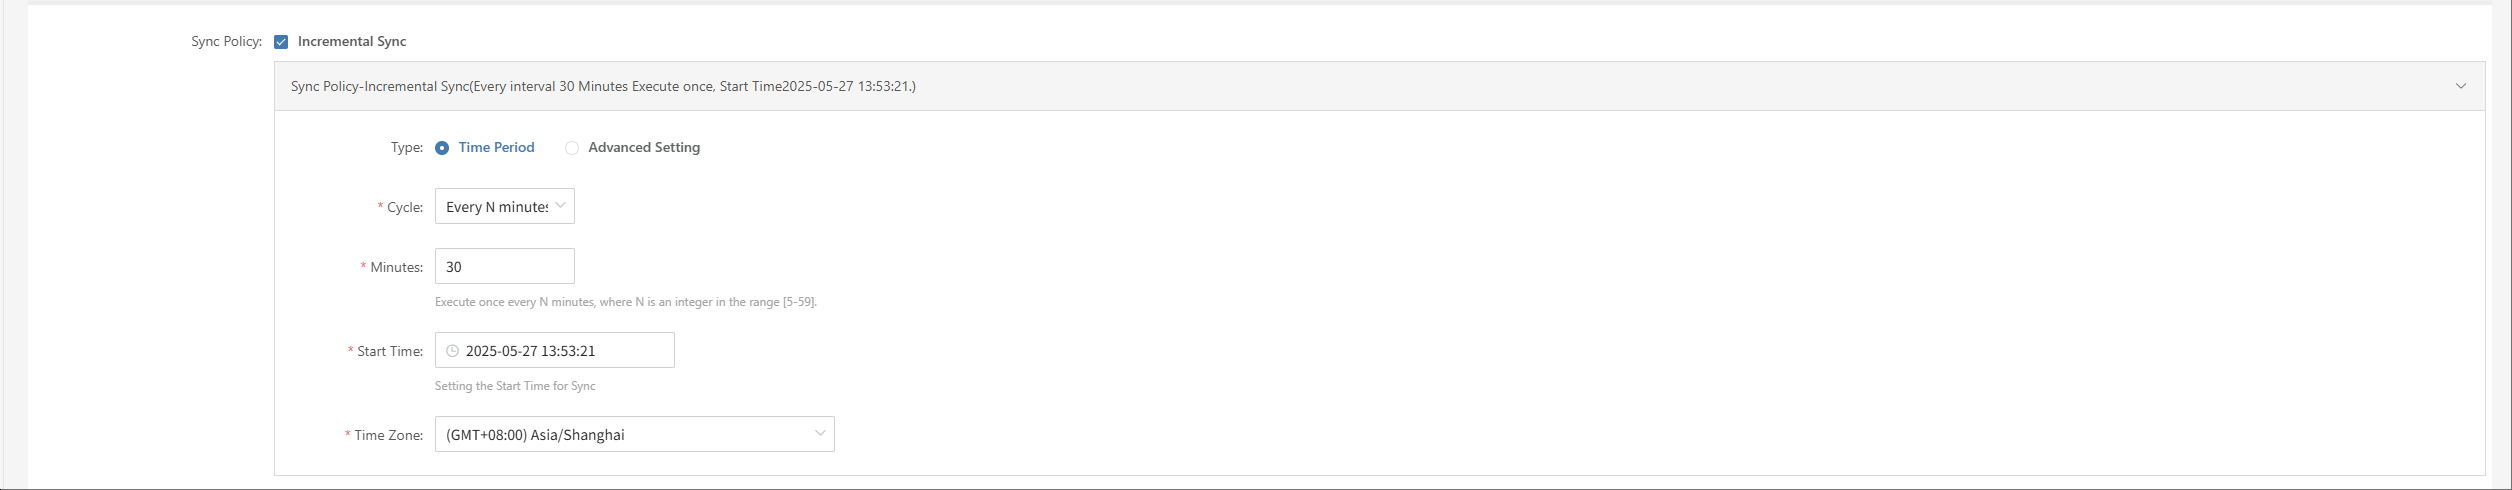 Sync Policy: Incremental Sync
Sync Policy-Incremental Sync(Every interval 30 Minutes Execute once, Start Time2025-05-27 13:53:21.)
Type: Time Period Advanced Setting
* Cycle: Every N minutes
* Minutes: 30
Execute once every N minutes, where N is an integer in the range [5-59].
* Start Time: 2025-05-27 13:53:21
Setting the Start Time for Sync
* Time Zone: (GMT+08:00) Asia/Shanghai